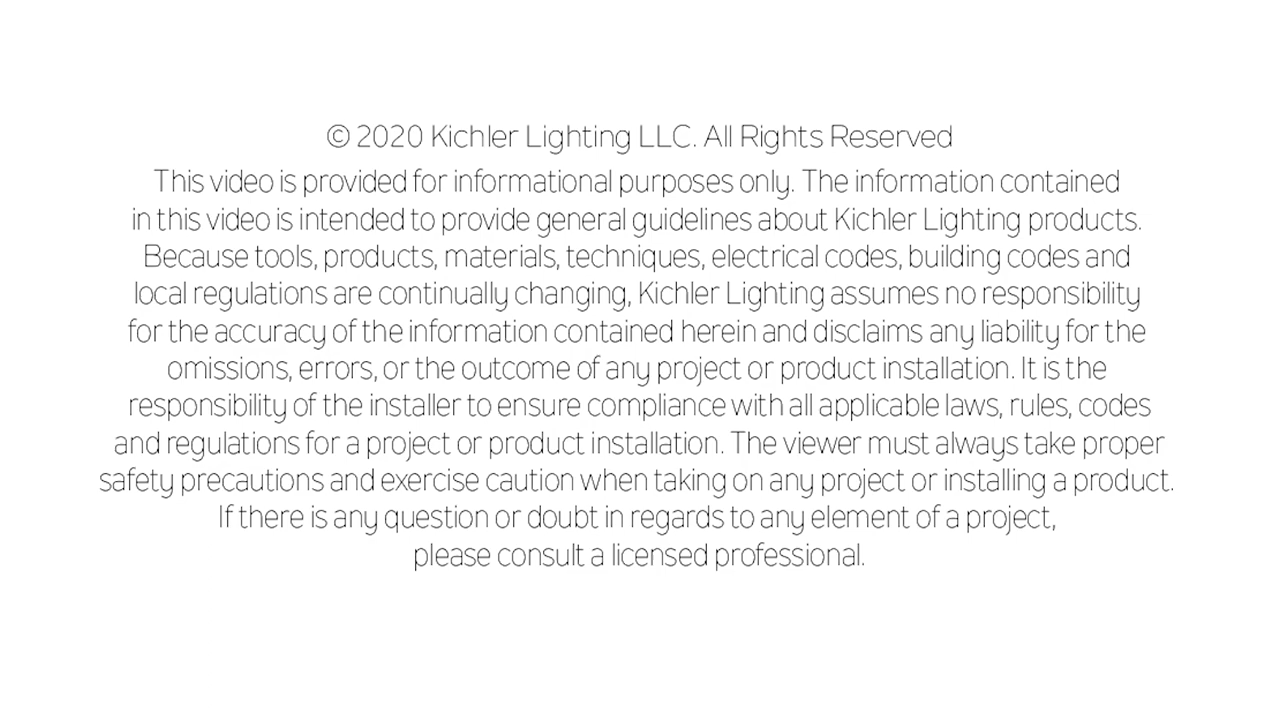 © 2020 Kichler Lighting LLC. All Rights Reserved
This video is provided for informational purposes only. The information contained
in this video is intended to provide general guidelines about Kichler Lighting products.
Because tools, products, materials, techniques, electrical codes, building codes and
local regulations are continually changing, Kichler Lighting assumes no responsibility
for the accuracy of the information contained herein and disclaims any liability for the
omissions, errors, or the outcome of any project or product installation. It is the
responsibility of the installer to ensure compliance with all applicable laws, rules, codes
and regulations for a project or product installation. The viewer must always take proper
safety precautions and exercise caution when taking on any project or installing a product.
If there is any question or doubt in regards to any element of a project,
please consult a licensed professional.